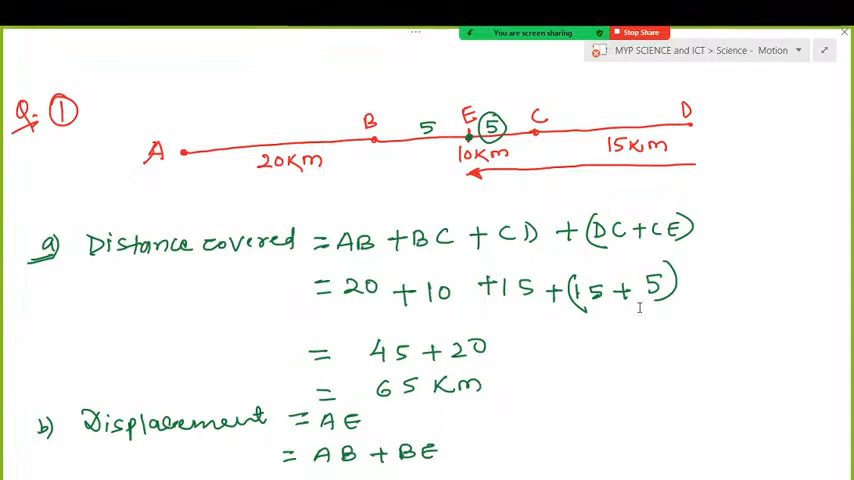 You are screen sharing Stop Share
MYP SCIENCE and ICT > Science - Motion
Q. 1
A B 5 E 5 C D
20Km 10Km 15Km
a) Distance covered = AB + BC + CD + (DC + CE)
= 20 + 10 + 15 + (15 + 5)
= 45 + 20
= 65 Km
b) Displacement = AE
= AB + BE